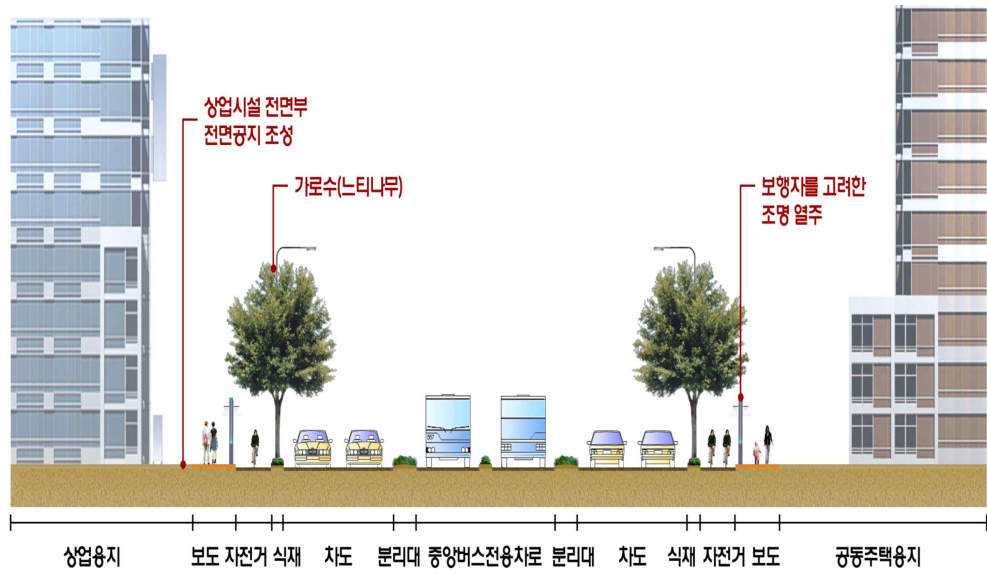 상업시설 전면부
전면공지 조성
가로수(느티나무)
보행자를 고려한
조명 열주
상업용지 보도 자전거 식재 차도 분리대 중앙버스전용차로 분리대 차도 식재 자전거 보도 공동주택용지